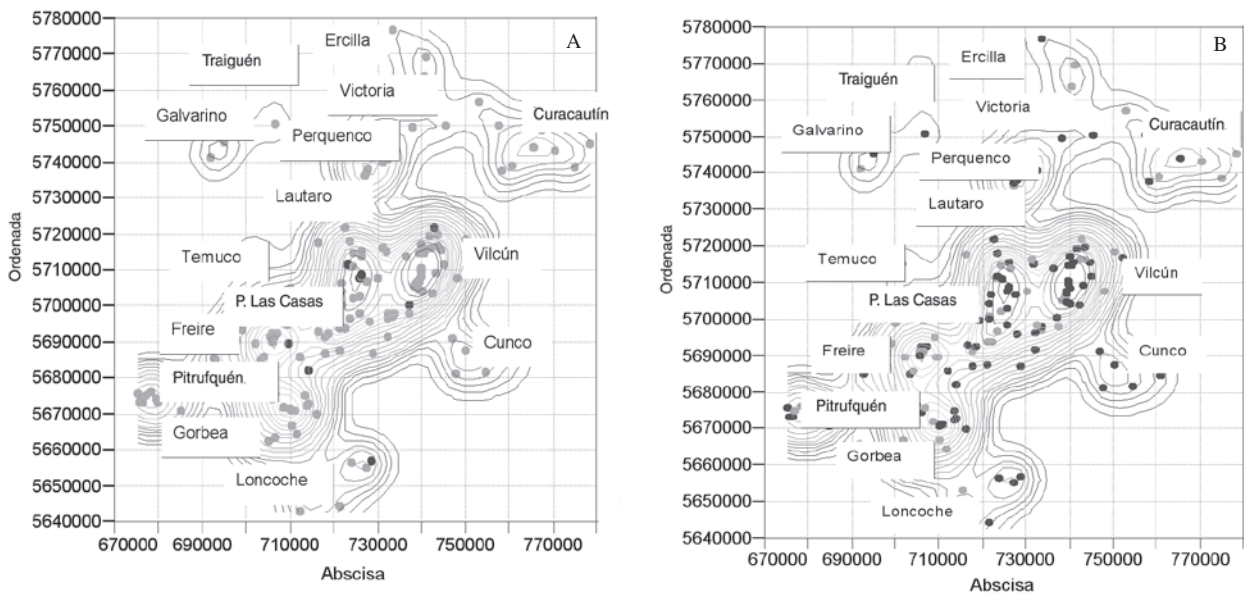 A
5780000
5770000
5760000
5750000
5740000
5730000
5720000
5710000
5700000
5690000
5680000
5670000
5660000
5650000
5640000
Ordenada
Ercilla
Traiguén
Victoria
Galvarino
Curacautín
Perquenco
Lautaro
Temuco
Vilcún
P. Las Casas
Freire
Cunco
Pitrufquén
Gorbea
Loncoche
670000 690000 710000 730000 750000 770000
Abscisa
B
5780000
5770000
5760000
5750000
5740000
5730000
5720000
5710000
5700000
5690000
5680000
5670000
5660000
5650000
5640000
Ordenada
Ercilla
Traiguén
Victoria
Galvarino
Curacautín
Perquenco
Lautaro
Temuco
Vilcún
P. Las Casas
Freire
Cunco
Pitrufquén
Gorbea
Loncoche
670000 690000 710000 730000 750000 770000
Abscisa